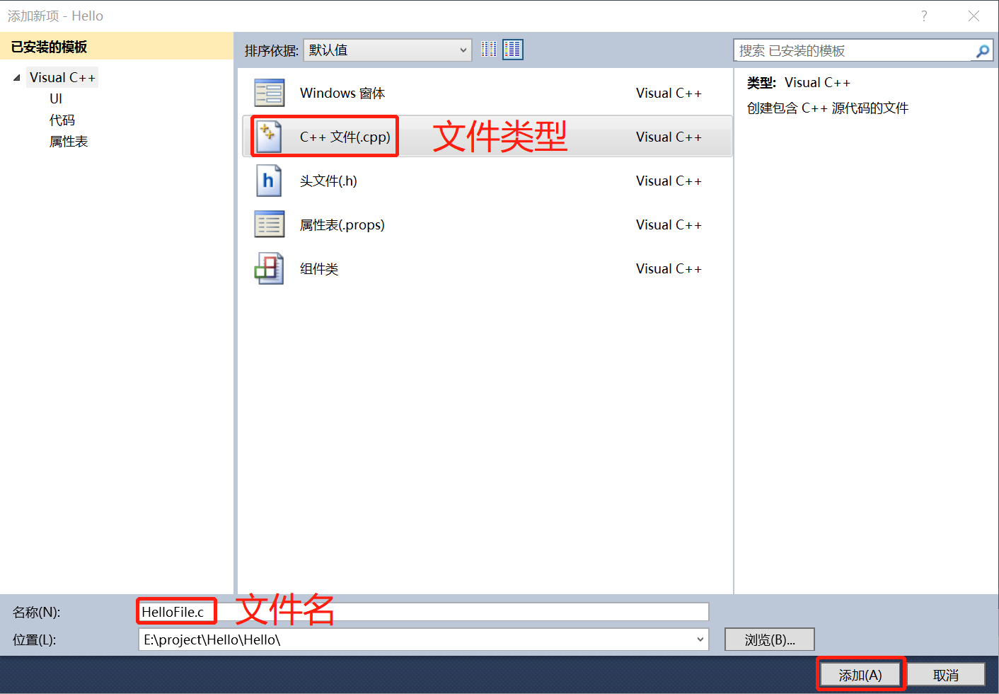 添加新项 - Hello
?
已安装的模板
Visual C++
UI
代码
属性表
排序依据: 默认值
搜索 已安装的模板
Windows 窗体 Visual C++
C++ 文件(.cpp) 文件类型 Visual C++
头文件(.h) Visual C++
属性表(.props) Visual C++
组件类 Visual C++
类型: Visual C++
创建包含 C++ 源代码的文件
名称(N): HelloFile.c 文件名
位置(L): E:\project\Hello\Hello\ 浏览(B)...
添加(A) 取消